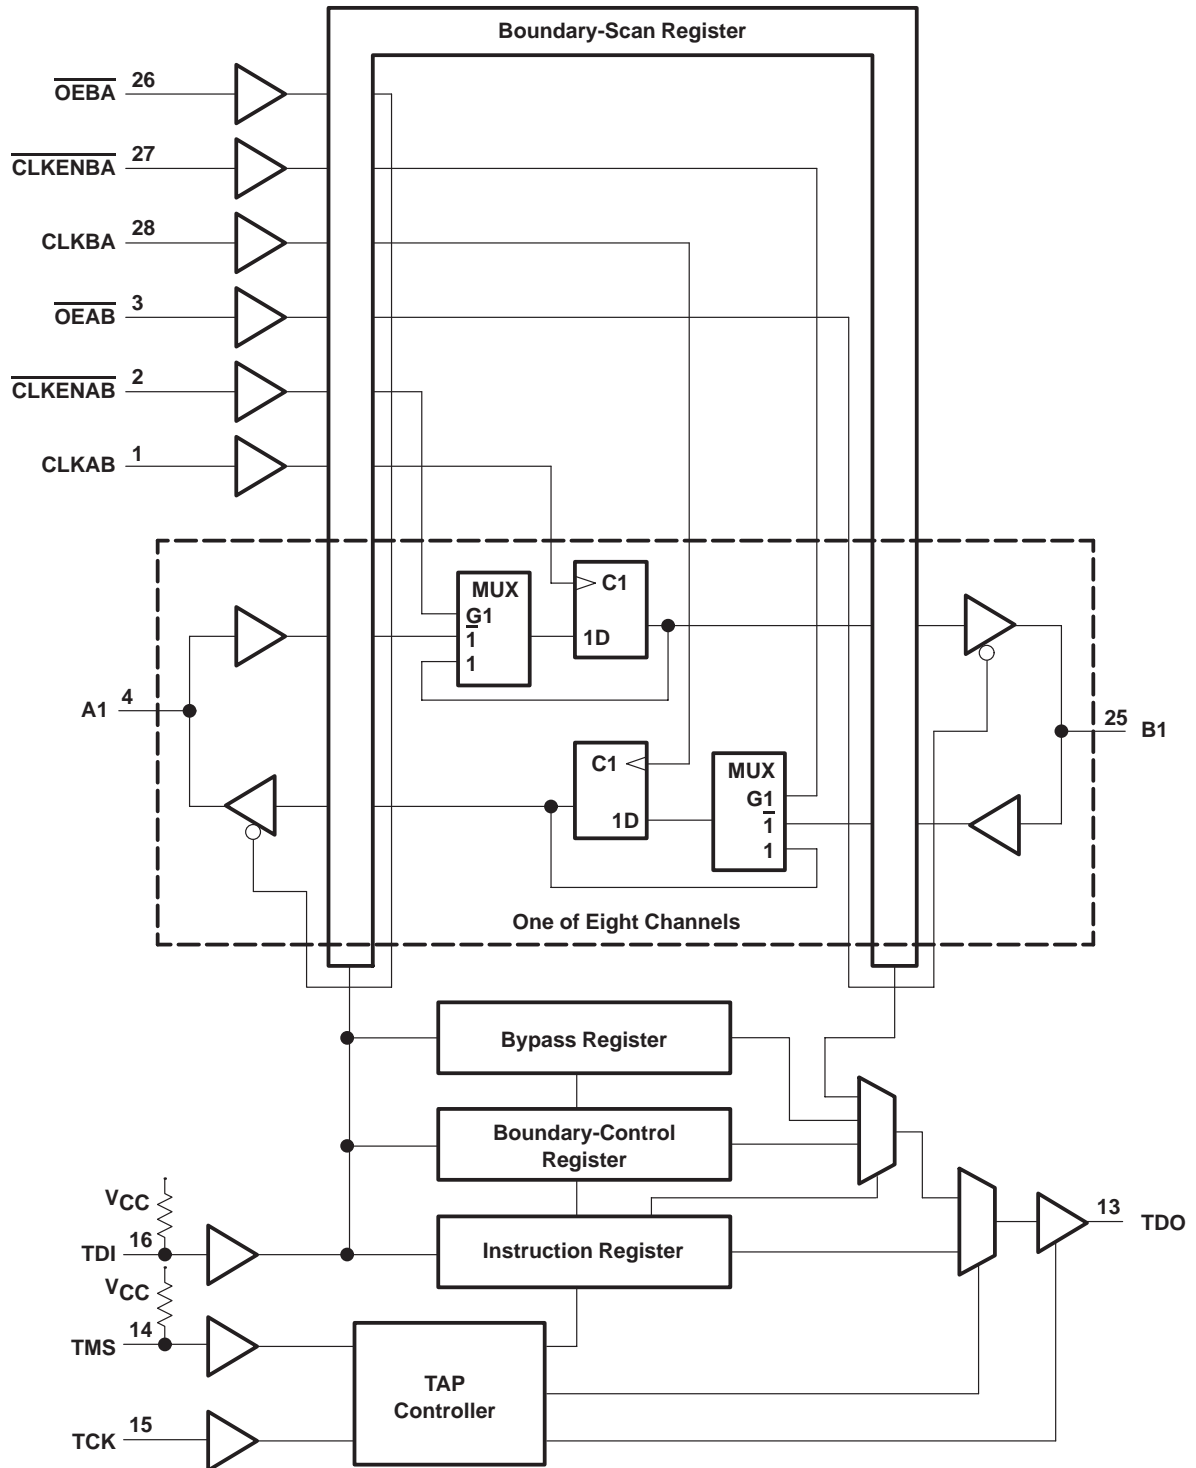 Boundary-Scan Register
OEBA 26
CLKENBA 27
CLKBA 28
OEAB 3
CLKENAB 2
CLKAB 1
MUX
G1
1
1
C1
1D
A1 4
25 B1
C1
1D
MUX
G1
1
1
One of Eight Channels
Bypass Register
Boundary-Control
Register
VCC
TDI 16
Instruction Register
13 TDO
VCC
TMS 14
TAP
Controller
TCK 15